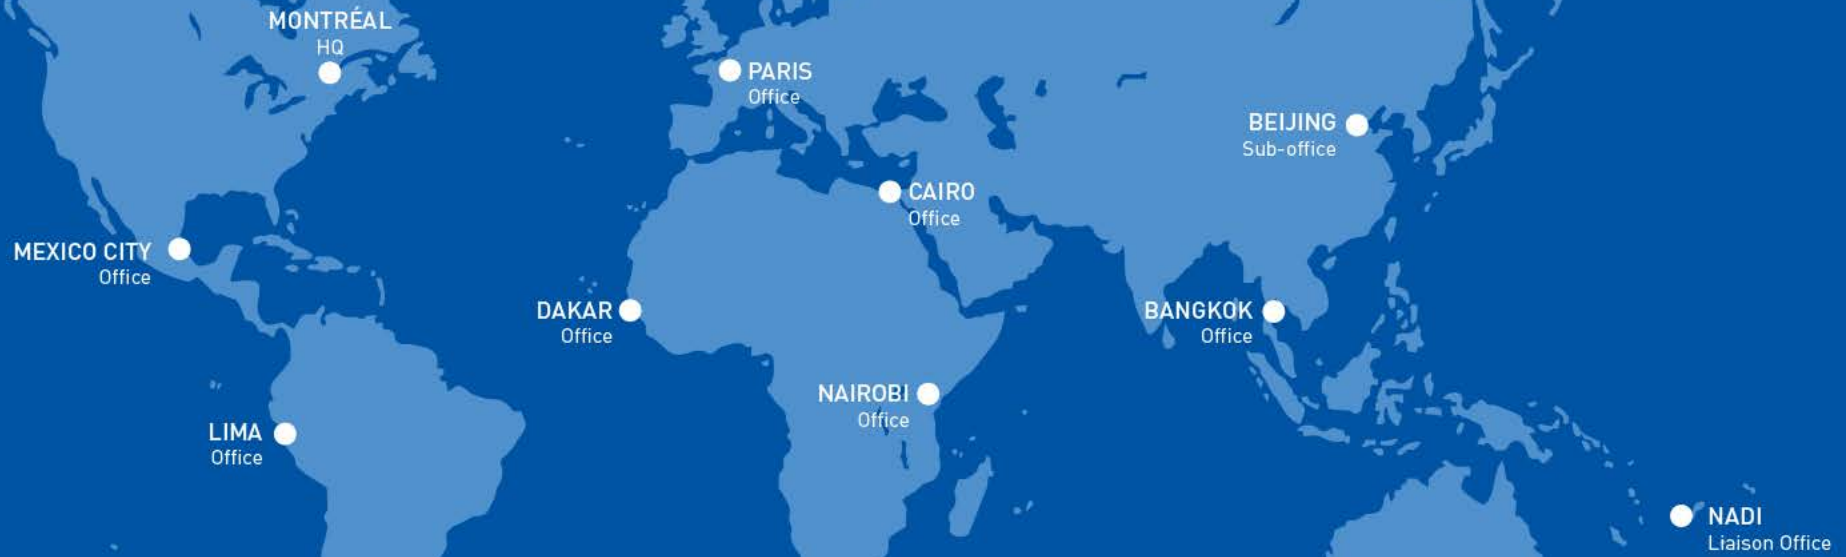 MONTRÉAL
HQ
PARIS
Office
BEIJING
Sub-office
CAIRO
Office
MEXICO CITY
Office
DAKAR
Office
BANGKOK
Office
NAIROBI
Office
LIMA
Office
NADI
Liaison Office